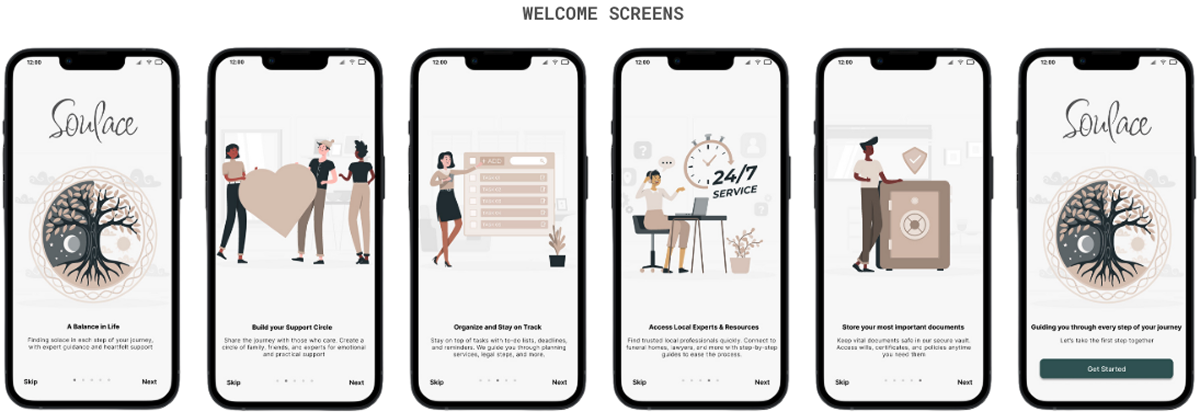 WELCOME SCREENS
12:00
Soulace
A Balance in Life
Finding solace in each step of your journey,
with expert guidance and heartfelt support
Skip
Next
12:00
Build your Support Circle
Share the journey with those who care. Create a
circle of family, friends, and experts for emotional
and practical support
Skip
Next
12:00
+ ADD
Organize and Stay on Track
Stay on top of tasks with to-do lists, deadlines,
and reminders. We guide you through planning
services, legal steps, and more.
Skip
Next
12:00
24/7
SERVICE
Access Local Experts & Resources
Find trusted local professionals quickly. Connect to
funeral homes, lawyers, and more with step-by-step
guides to ease the process.
Skip
Next
12:00
Store your most important documents
Keep vital documents safe in our secure vault.
Access wills, certificates, and policies anytime
you need them
Skip
Next
12:00
Soulace
Guiding you through every step of your journey
Let's take the first step together
Get Started